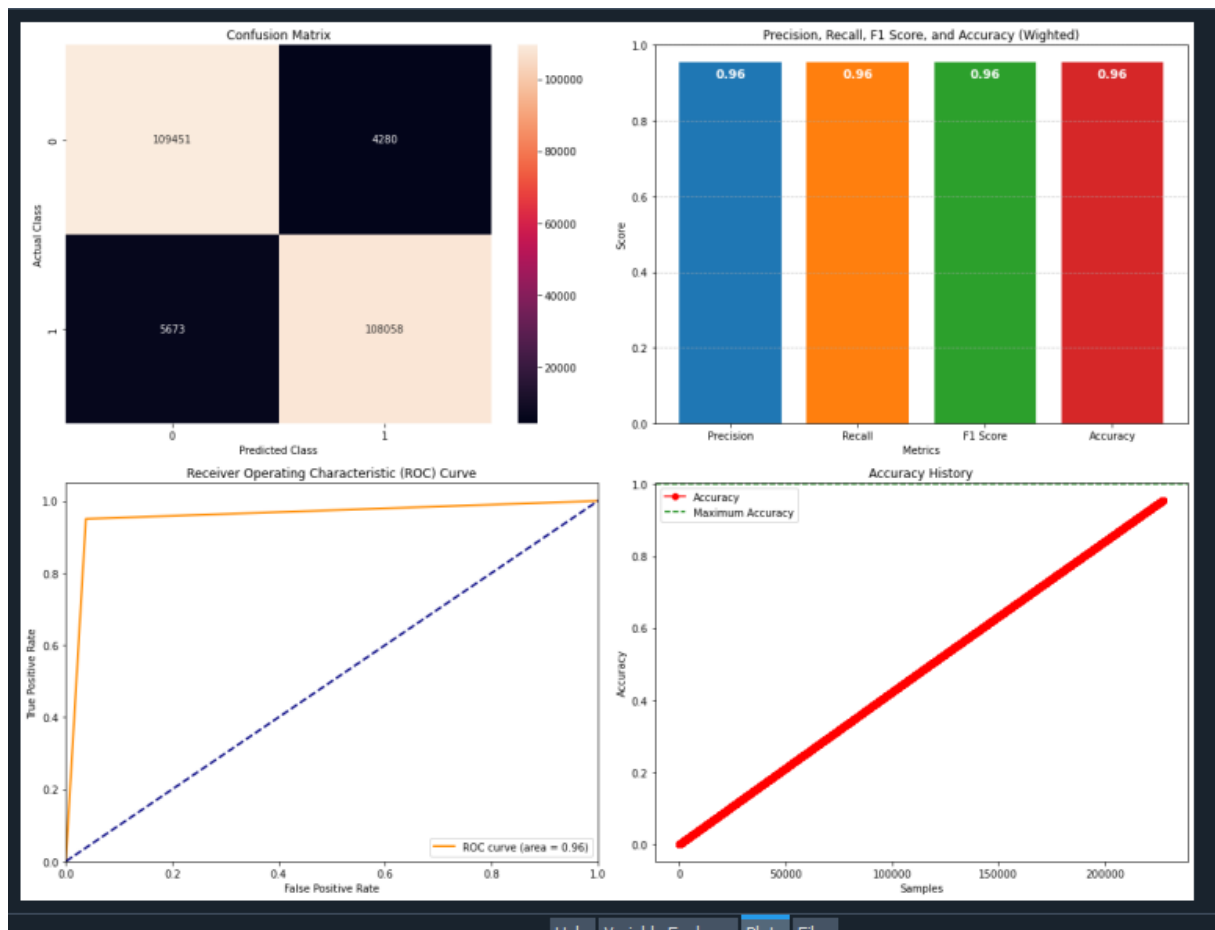 Confusion Matrix
109451
4280
5673
108058
0
1
Actual Class
0
1
Predicted Class
100000
80000
60000
40000
20000
Precision, Recall, F1 Score, and Accuracy (Wighted)
1.0
0.8
0.6
0.4
0.2
0.0
Score
0.96
0.96
0.96
0.96
Precision
Recall
F1 Score
Accuracy
Metrics
Receiver Operating Characteristic (ROC) Curve
1.0
0.8
0.6
0.4
0.2
0.0
True Positive Rate
ROC curve (area = 0.96)
0.0
0.2
0.4
0.6
0.8
1.0
False Positive Rate
Accuracy History
Accuracy
Maximum Accuracy
1.0
0.8
0.6
0.4
0.2
0.0
Accuracy
0
50000
100000
150000
200000
Samples